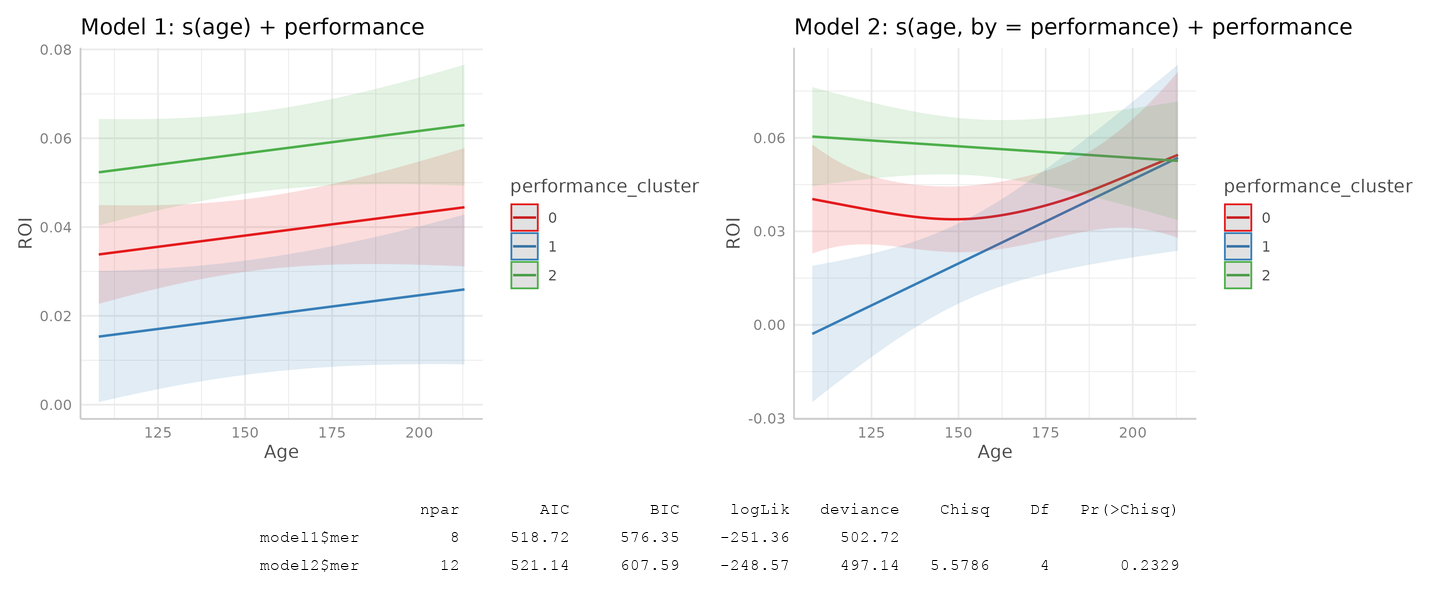 Model 1: s(age) + performance
0.08
0.06
0.04
0.02
0.00
ROI
125 150 175 200
Age
performance_cluster
0
1
2
Model 2: s(age, by = performance) + performance
0.06
0.03
0.00
-0.03
ROI
125 150 175 200
Age
performance_cluster
0
1
2
npar AIC BIC logLik deviance Chisq Df Pr(>Chisq)
model1$mer 8 518.72 576.35 -251.36 502.72
model2$mer 12 521.14 607.59 -248.57 497.14 5.5786 4 0.2329